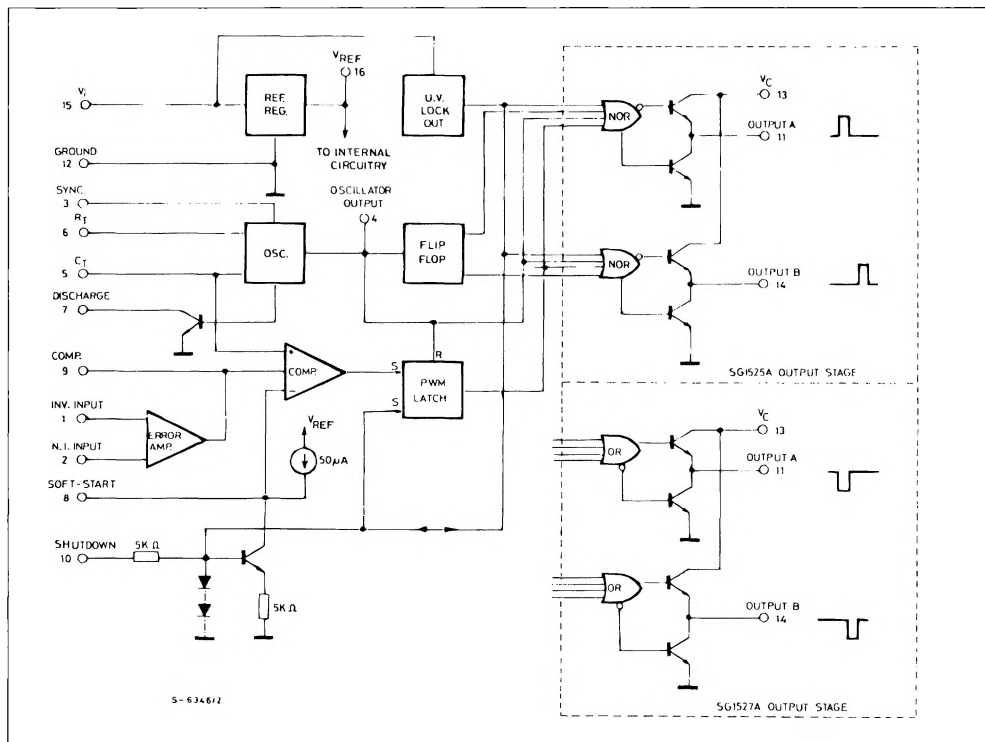 Vi
15
GROUND
12
SYNC.
3
RT
6
CT
5
DISCHARGE
7
COMP.
9
INV. INPUT
1
N.I. INPUT
2
SOFT-START
8
SHUTDOWN
10
5K Ω
REF.
REG.
VREF
16
TO INTERNAL
CIRCUITRY
U.V.
LOCK
OUT
OSCILLATOR
OUTPUT
4
OSC.
FLIP
FLOP
+
COMP.
–
ERROR
AMP.
S
R
PWM
LATCH
S
VREF
50µA
5KΩ
NOR
VC
13
OUTPUT A
11
NOR
OUTPUT B
14
SG1525A OUTPUT STAGE
VC
13
OR
OUTPUT A
11
OR
OUTPUT B
14
SG1527A OUTPUT STAGE
S-6346/2